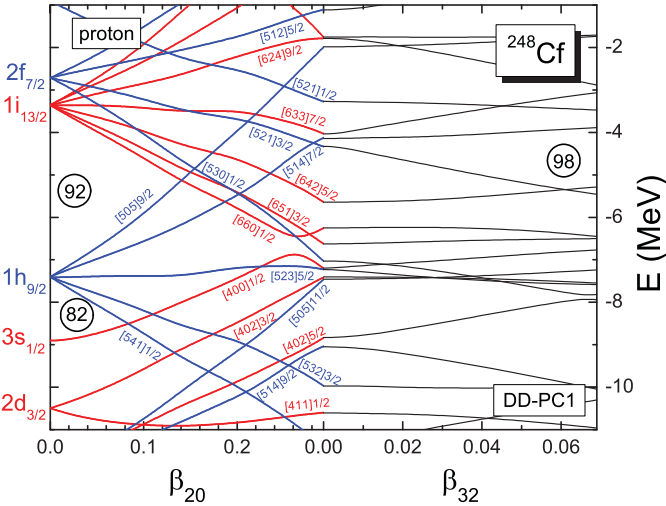 proton
248Cf
2f7/2
1i13/2
92
1h9/2
82
3s1/2
2d3/2
98
[512]5/2
[624]9/2
[521]1/2
[633]7/2
[521]3/2
[514]7/2
[505]9/2
[530]1/2
[642]5/2
[651]3/2
[660]1/2
[523]5/2
[400]1/2
[505]11/2
[402]3/2
[541]1/2
[402]5/2
[532]3/2
[514]9/2
[411]1/2
DD-PC1
-2
-4
-6
-8
-10
E (MeV)
0.0 0.1 0.2 0.00 0.02 0.04 0.06
β20 β32